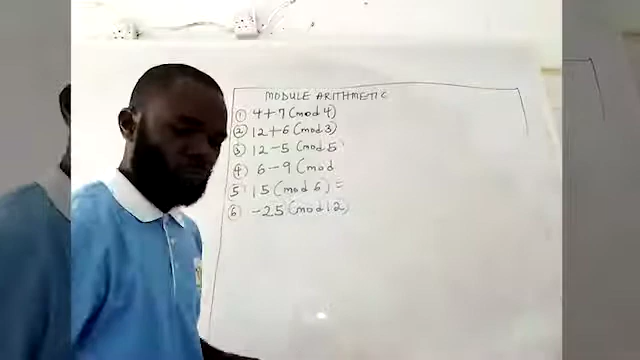 MODULE ARITHMETIC
① 4+7 (mod 4)
② 12+6 (mod 3)
③ 12-5 (mod 5
④ 6-9 (mod
5 15 (mod 6) =
⑥ -25 (mod 12)